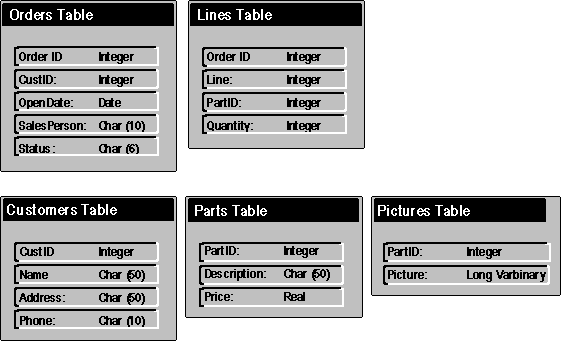 Orders Table
Order ID Integer
CustID: Integer
OpenDate: Date
SalesPerson: Char (10)
Status: Char (6)
Lines Table
Order ID Integer
Line: Integer
PartID: Integer
Quantity: Integer
Customers Table
CustID Integer
Name Char (50)
Address: Char (50)
Phone: Char (10)
Parts Table
PartID: Integer
Description: Char (50)
Price: Real
Pictures Table
PartID: Integer
Picture: Long Varbinary